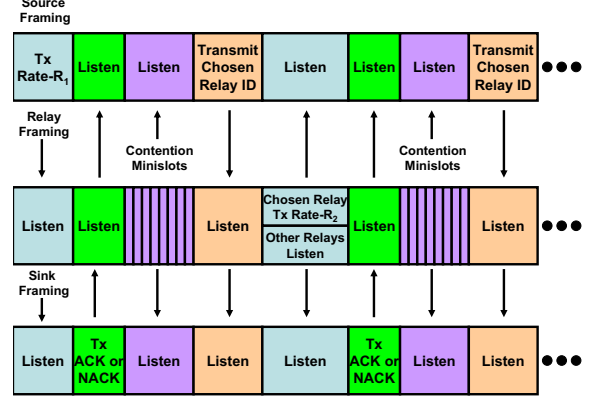 Source
Framing
Tx
Rate-R1
Listen
Listen
Transmit
Chosen
Relay ID
Listen
Listen
Listen
Transmit
Chosen
Relay ID
Relay
Framing
Contention
Minislots
Contention
Minislots
Listen
Listen
Listen
Chosen Relay
Tx Rate-R2
Other Relays
Listen
Listen
Listen
Sink
Framing
Listen
Tx
ACK or
NACK
Listen
Listen
Listen
Tx
ACK or
NACK
Listen
Listen